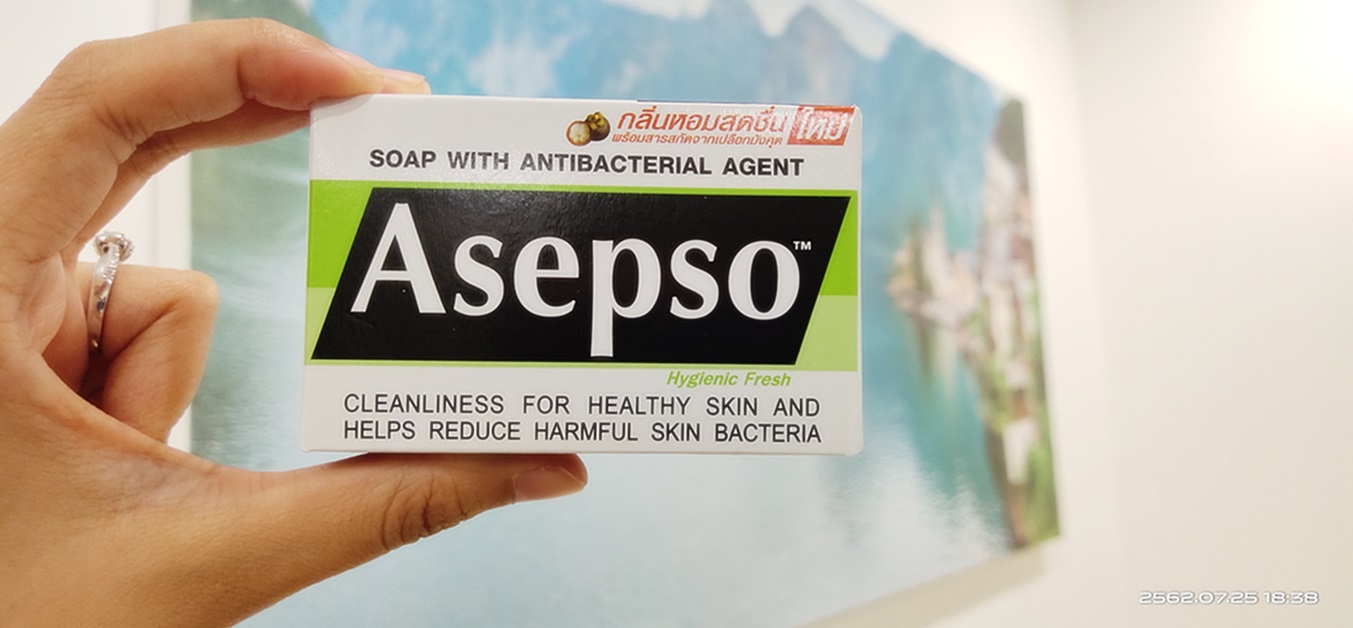 กลิ่นหอมสดชื่น ใหม่
พร้อมสารสกัดจากเปลือกมังคุด
SOAP WITH ANTIBACTERIAL AGENT
Asepso™
Hygienic Fresh
CLEANLINESS FOR HEALTHY SKIN AND
HELPS REDUCE HARMFUL SKIN BACTERIA
2562.07.25 18:38